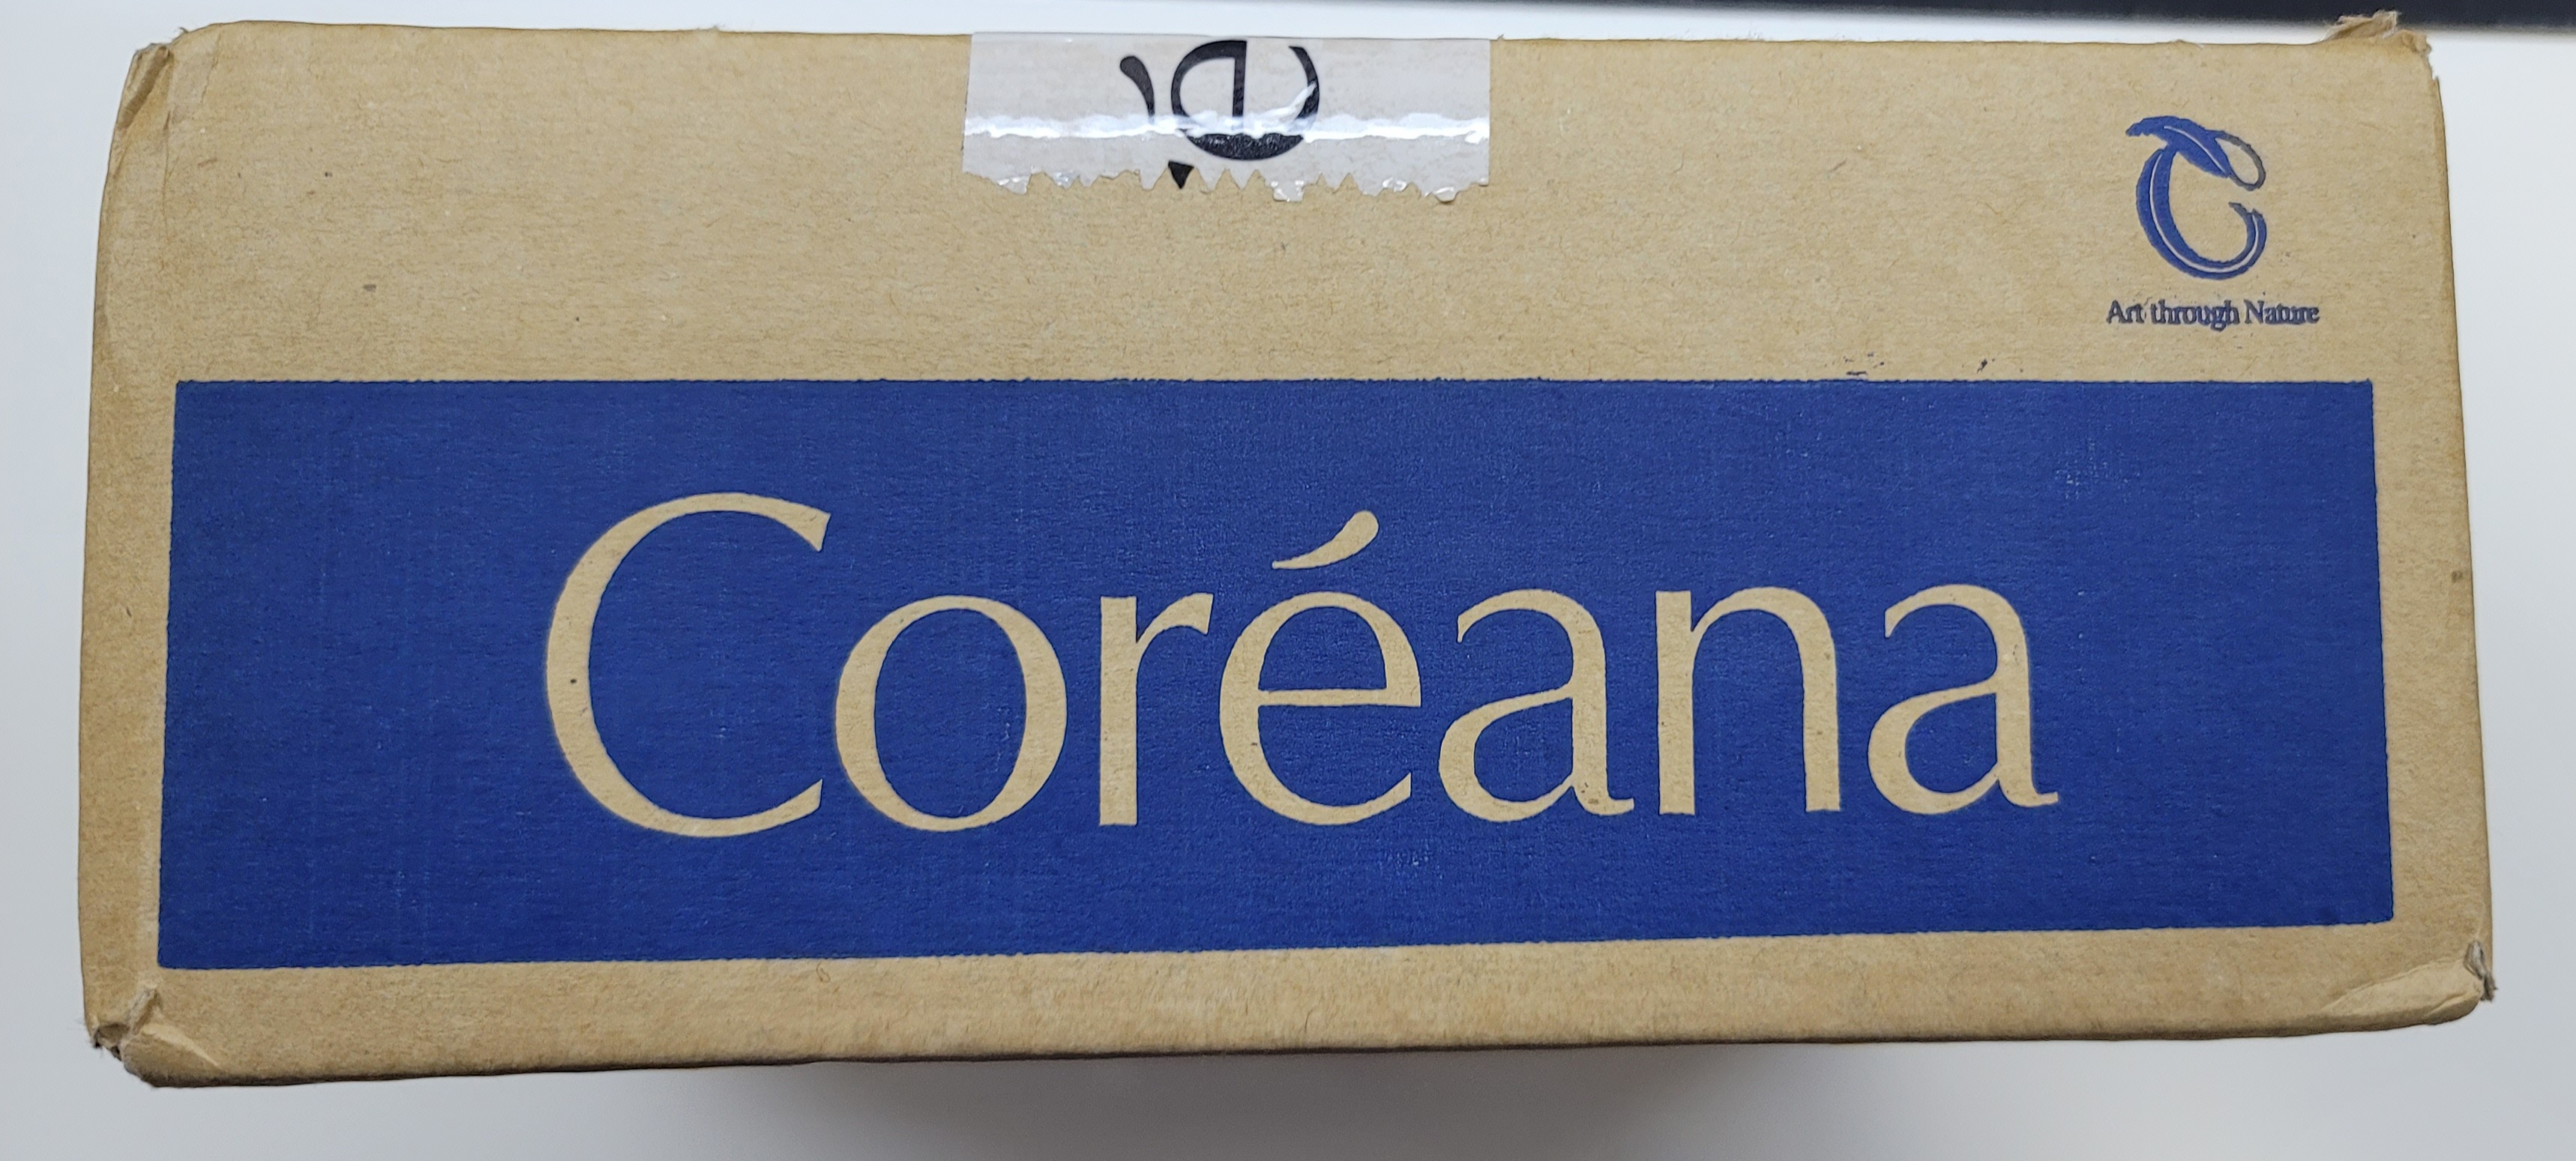 Art through Nature
Coréana